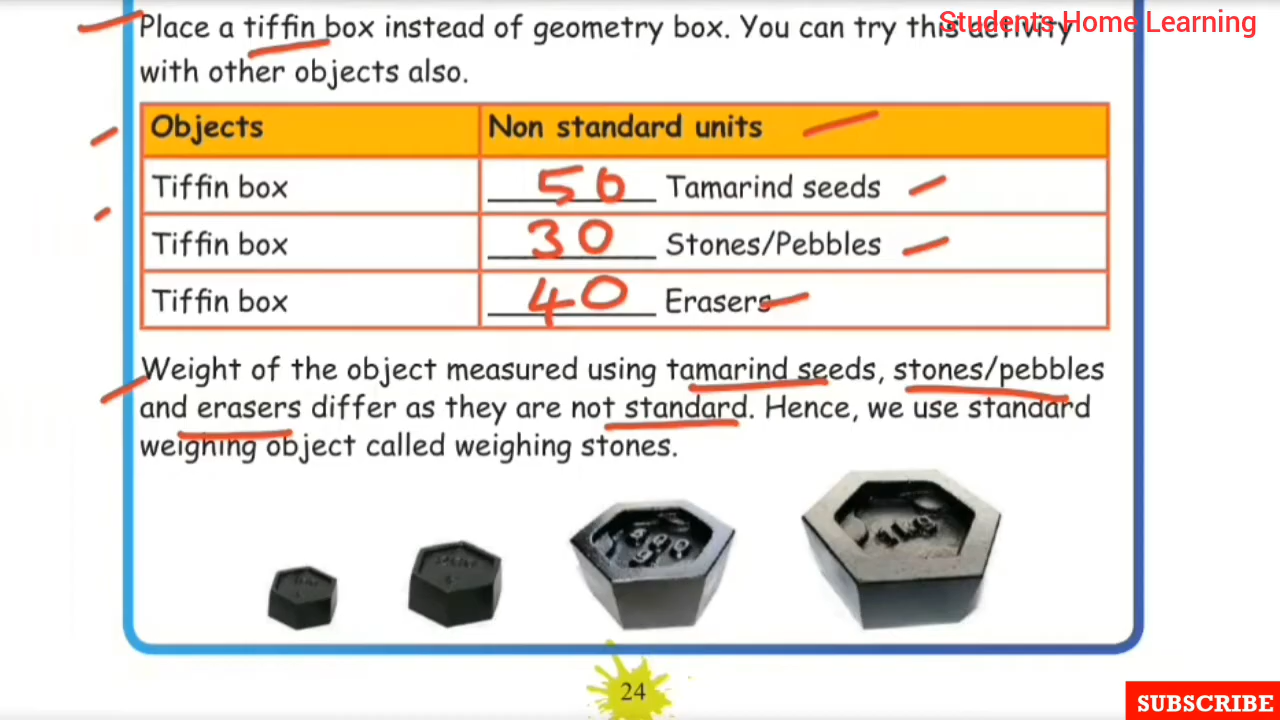 Students Home Learning
Place a tiffin box instead of geometry box. You can try this activity
with other objects also.
Objects Non standard units
Tiffin box 50 Tamarind seeds
Tiffin box 30 Stones/Pebbles
Tiffin box 40 Erasers
Weight of the object measured using tamarind seeds, stones/pebbles
and erasers differ as they are not standard. Hence, we use standard
weighing object called weighing stones.
500
g
1kg
24
SUBSCRIBE